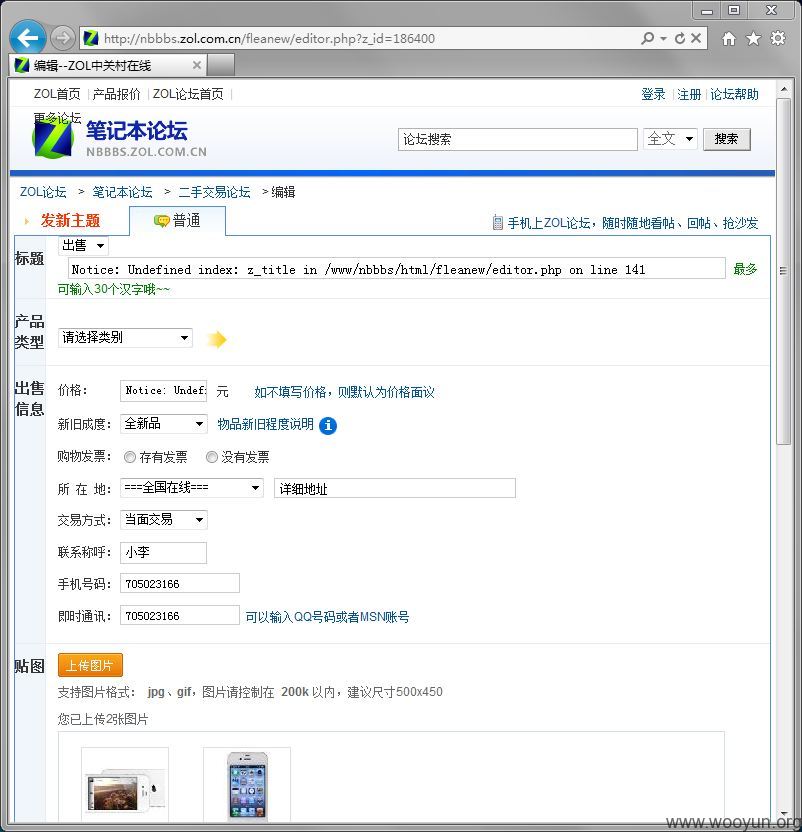 http://nbbbs.zol.com.cn/fleanew/editor.php?z_id=186400
编辑--ZOL中关村在线
ZOL首页 | 产品报价 | ZOL论坛首页 |
登录 | 注册 | 论坛帮助
更多论坛
笔记本论坛
NBBBS.ZOL.COM.CN
论坛搜索 全文 搜索
ZOL论坛 > 笔记本论坛 > 二手交易论坛 >编辑
发新主题 普通 手机上ZOL论坛，随时随地看帖、回帖、抢沙发
标题 出售
Notice: Undefined index: z_title in /www/nbbbs/html/fleanew/editor.php on line 141 最多
可输入30个汉字哦~~
产品类型 请选择类别
出售信息
价格： Notice: Undef 元 如不填写价格，则默认为价格面议
新旧成度： 全新品 物品新旧程度说明 i
购物发票： 存有发票 没有发票
所 在 地： ===全国在线=== 详细地址
交易方式： 当面交易
联系称呼： 小李
手机号码： 705023166
即时通讯： 705023166 可以输入QQ号码或者MSN账号
贴图 上传图片
支持图片格式： jpg、gif，图片请控制在 200k 以内，建议尺寸500x450
您已上传2张图片
www.wooyun.org